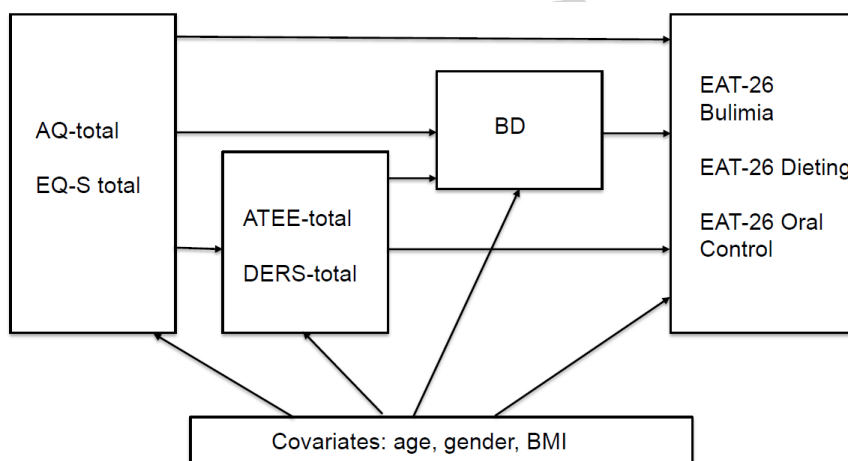 AQ-total
EQ-S total
ATEE-total
DERS-total
BD
EAT-26
Bulimia
EAT-26 Dieting
EAT-26 Oral
Control
Covariates: age, gender, BMI